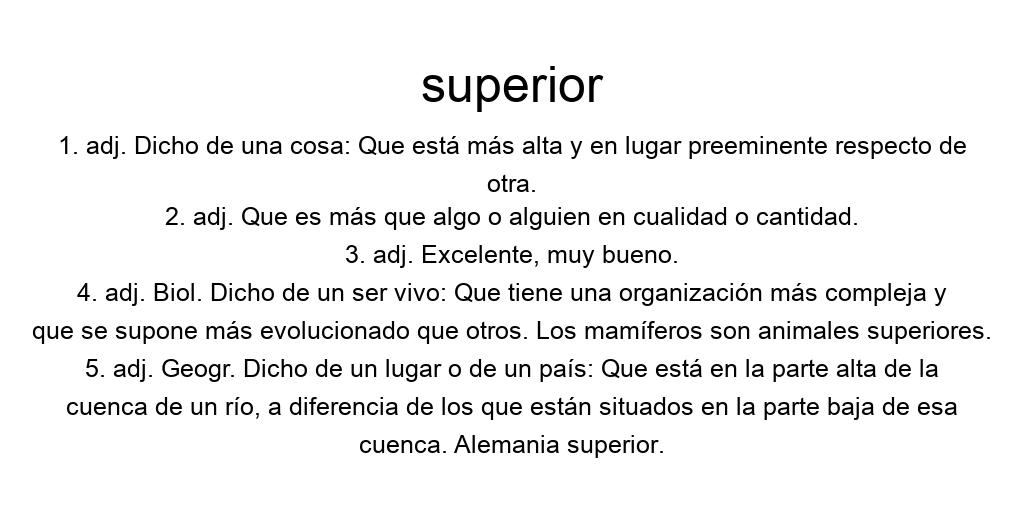 superior
1. adj. Dicho de una cosa: Que está más alta y en lugar preeminente respecto de
otra.
2. adj. Que es más que algo o alguien en cualidad o cantidad.
3. adj. Excelente, muy bueno.
4. adj. Biol. Dicho de un ser vivo: Que tiene una organización más compleja y
que se supone más evolucionado que otros. Los mamíferos son animales superiores.
5. adj. Geogr. Dicho de un lugar o de un país: Que está en la parte alta de la
cuenca de un río, a diferencia de los que están situados en la parte baja de esa
cuenca. Alemania superior.